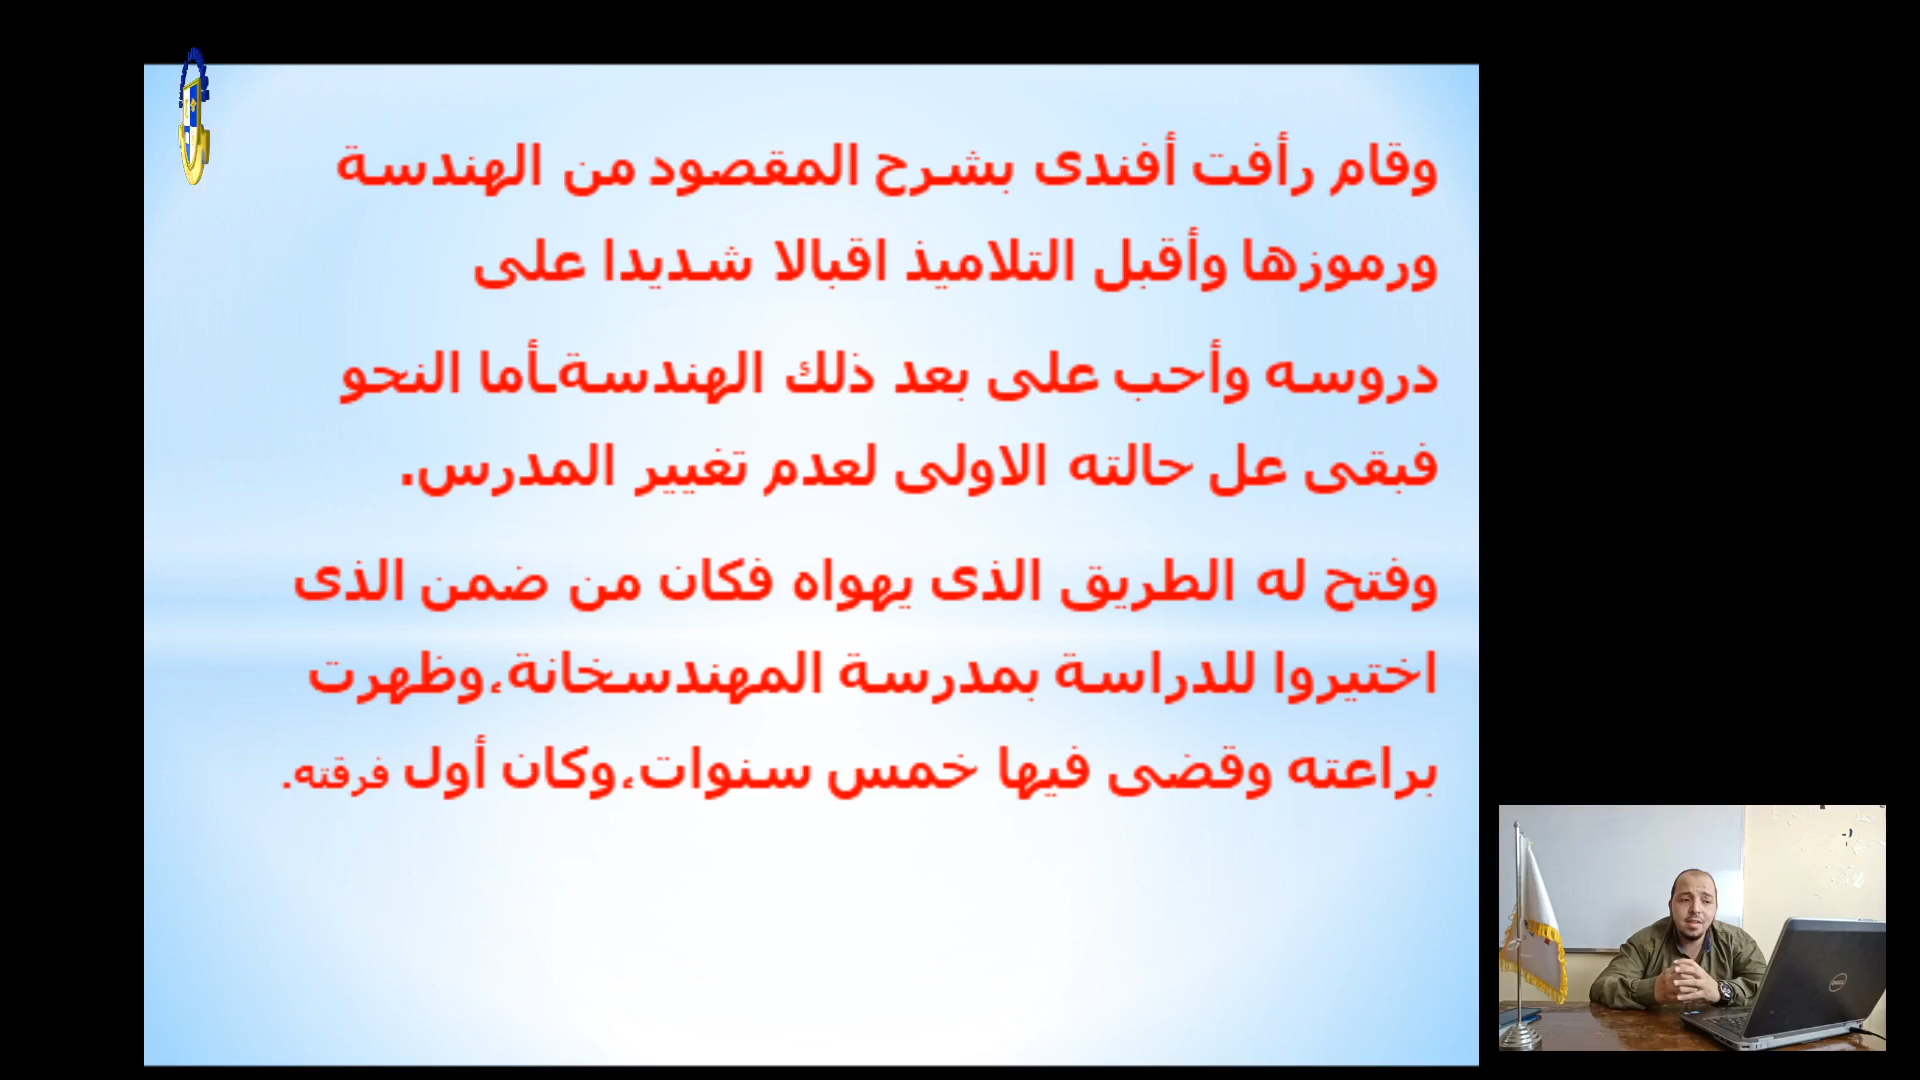 وقام رأفت أفندى بشرح المقصود من الهندسة
ورموزها وأقبل التلاميذ اقبالا شديدا على
دروسه وأحب على بعد ذلك الهندسة.أما النحو
فبقى عل حالته الاولى لعدم تغيير المدرس.
وفتح له الطريق الذى يهواه فكان من ضمن الذى
اختيروا للدراسة بمدرسة المهندسخانة،وظهرت
براعته وقضى فيها خمس سنوات،وكان أول فرقته.
DELL